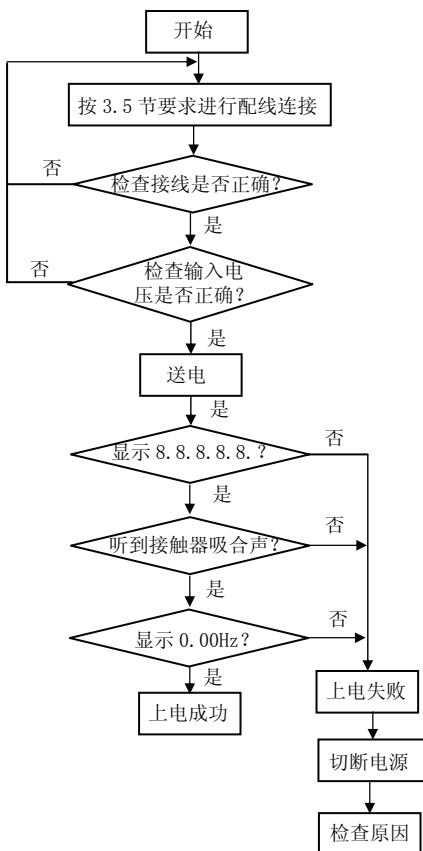 开始
按 3.5 节要求进行配线连接
否
检查接线是否正确？
是
否
检查输入电
压是否正确？
是
送电
是
显示 8.8.8.8.8.？
否
是
听到接触器吸合声？
否
是
显示 0.00Hz？
否
是
上电成功
上电失败
切断电源
检查原因